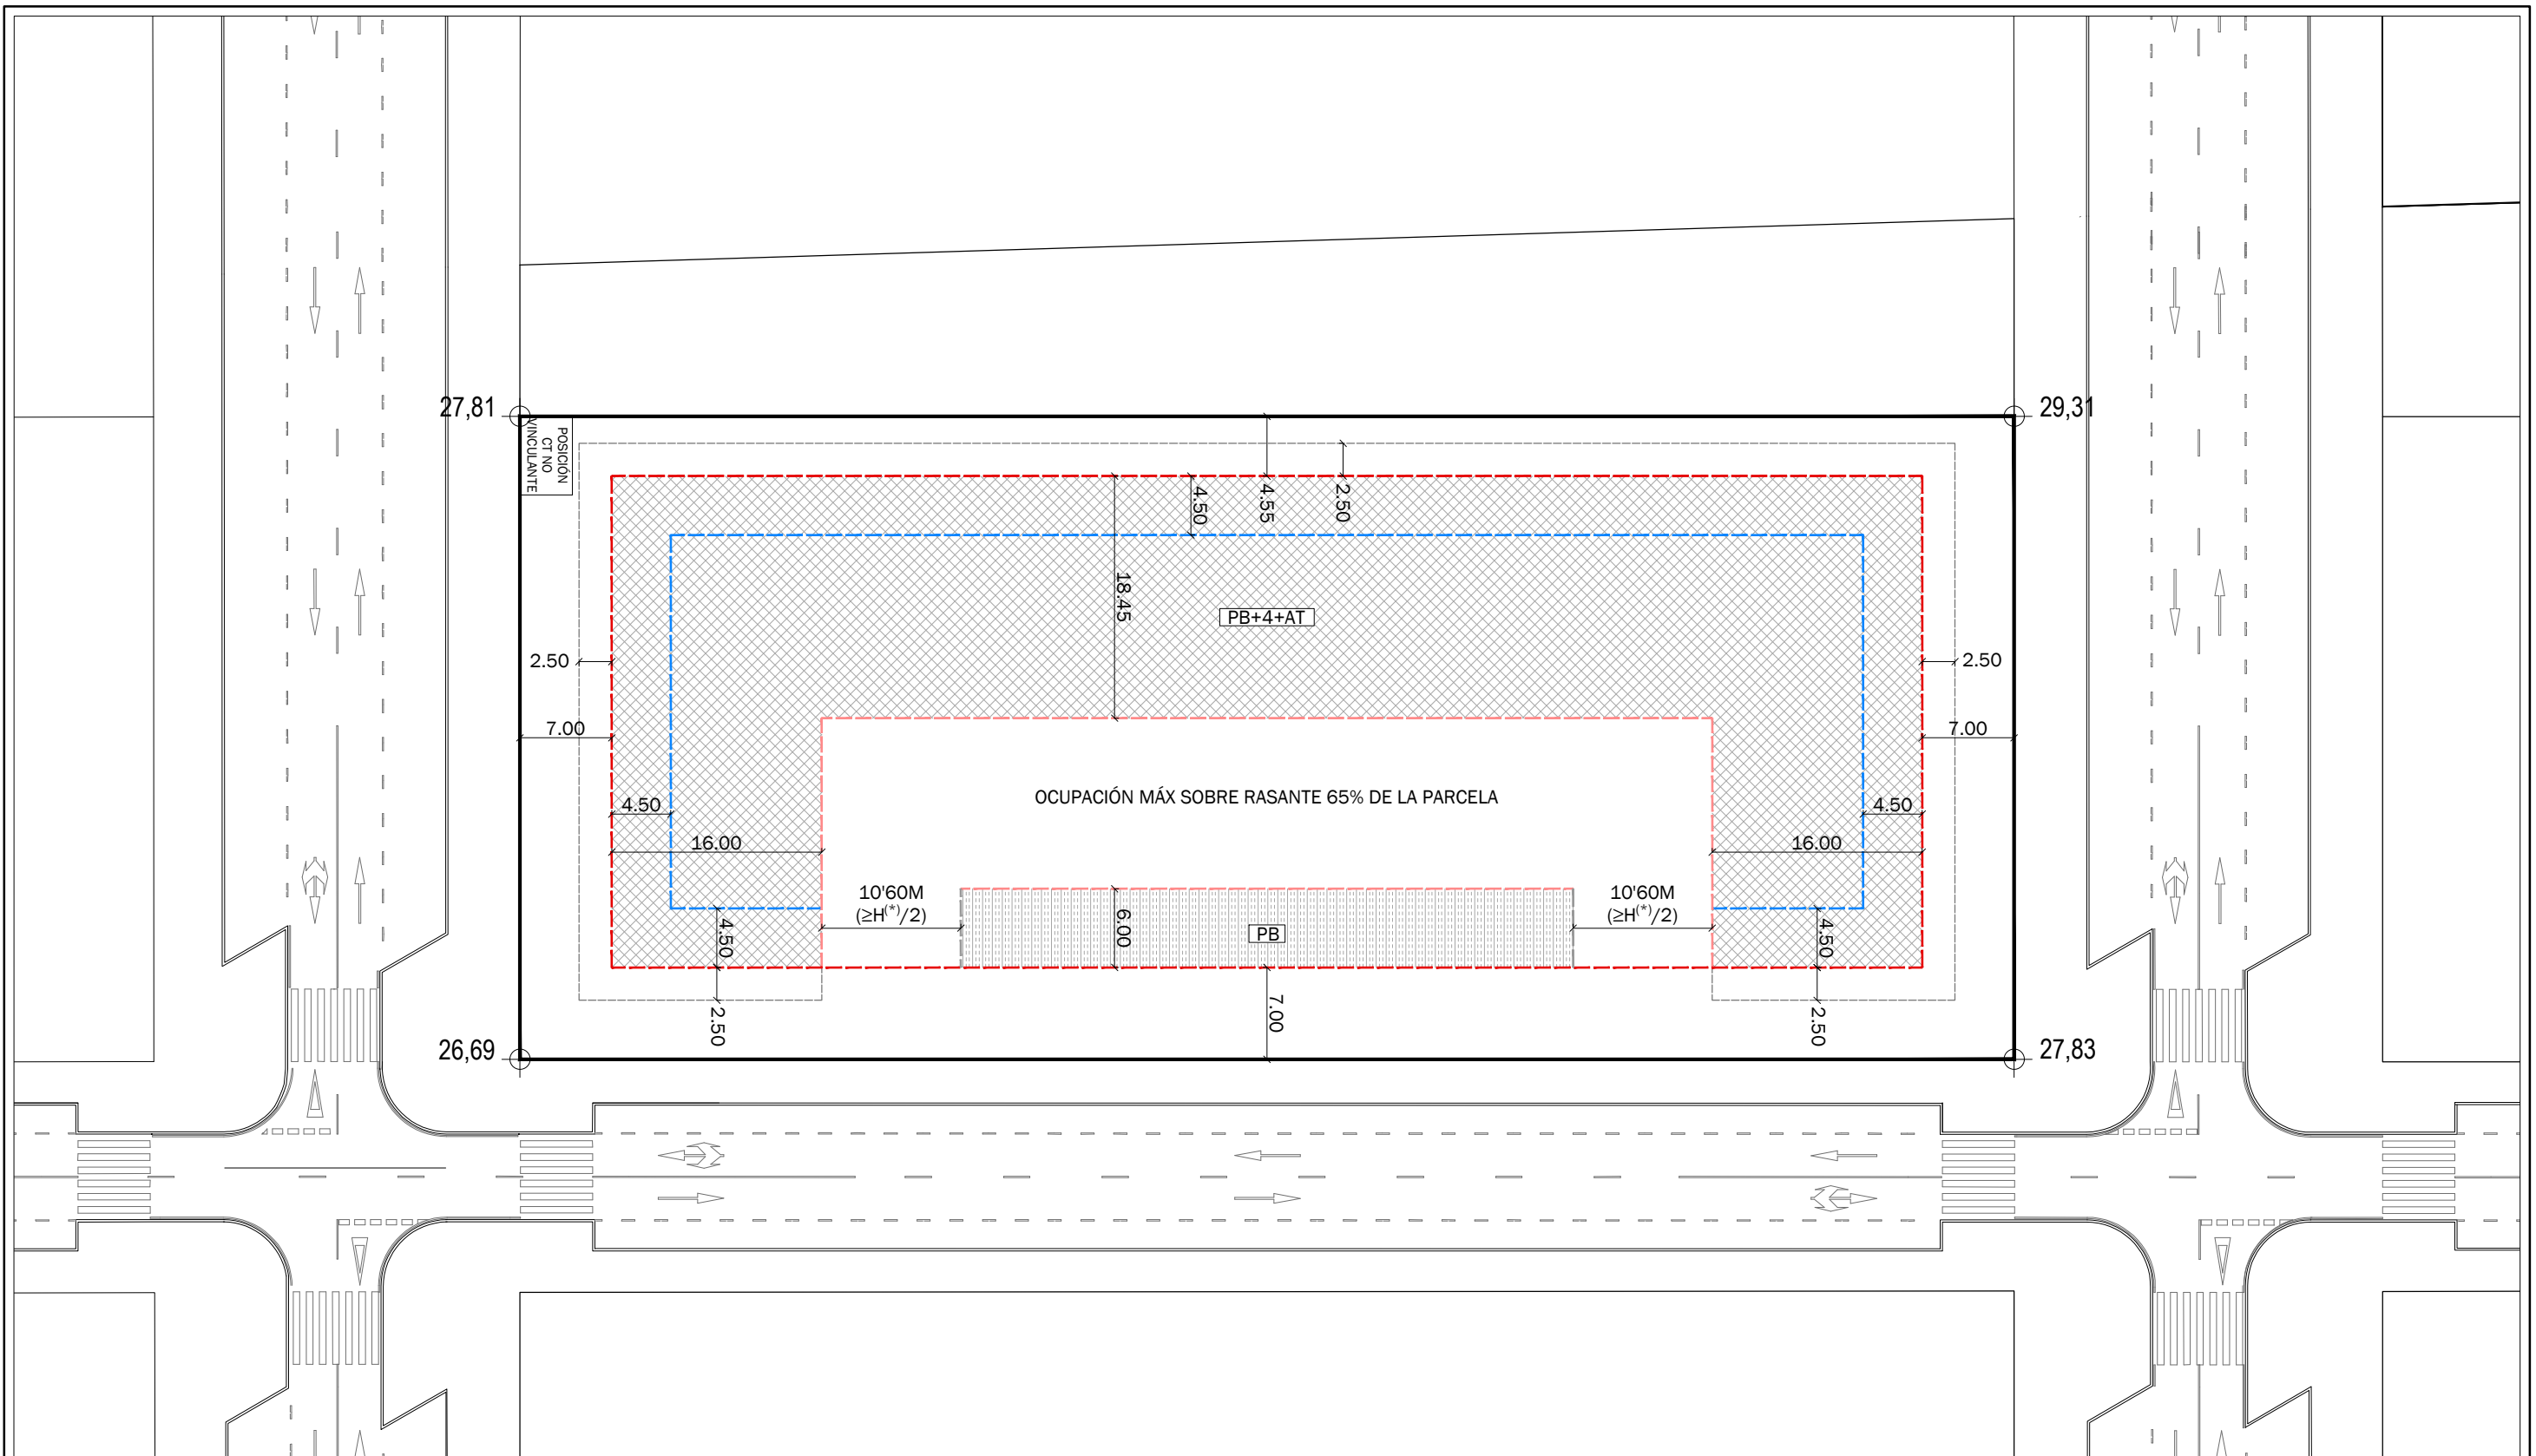 27,81
29,31
POSICIÓN
CT NO
VINCULANTE
4.50
4.55
2.50
18.45
PB+4+AT
2.50
2.50
7.00
7.00
OCUPACIÓN MÁX SOBRE RASANTE 65% DE LA PARCELA
4.50
4.50
16.00
16.00
10'60M
(≥H(*)/2)
10'60M
(≥H(*)/2)
6.00
PB
4.50
4.50
7.00
2.50
2.50
26,69
27,83